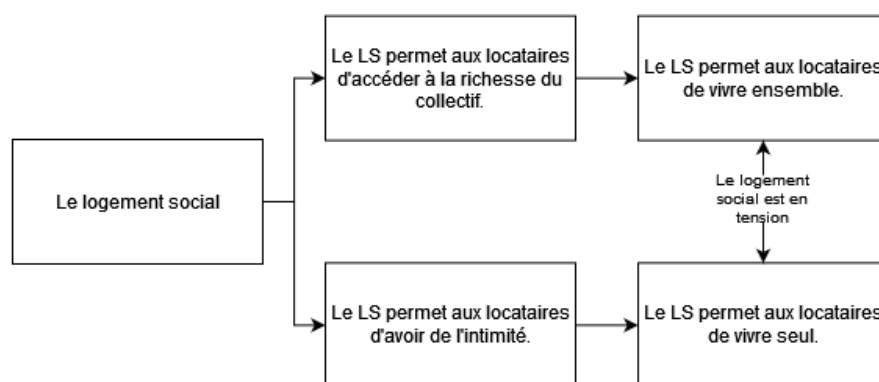 Le logement social
Le LS permet aux locataires
d'accéder à la richesse du
collectif.
Le LS permet aux locataires
de vivre ensemble.
Le logement
social est en
tension
Le LS permet aux locataires
d'avoir de l'intimité.
Le LS permet aux locataires
de vivre seul.